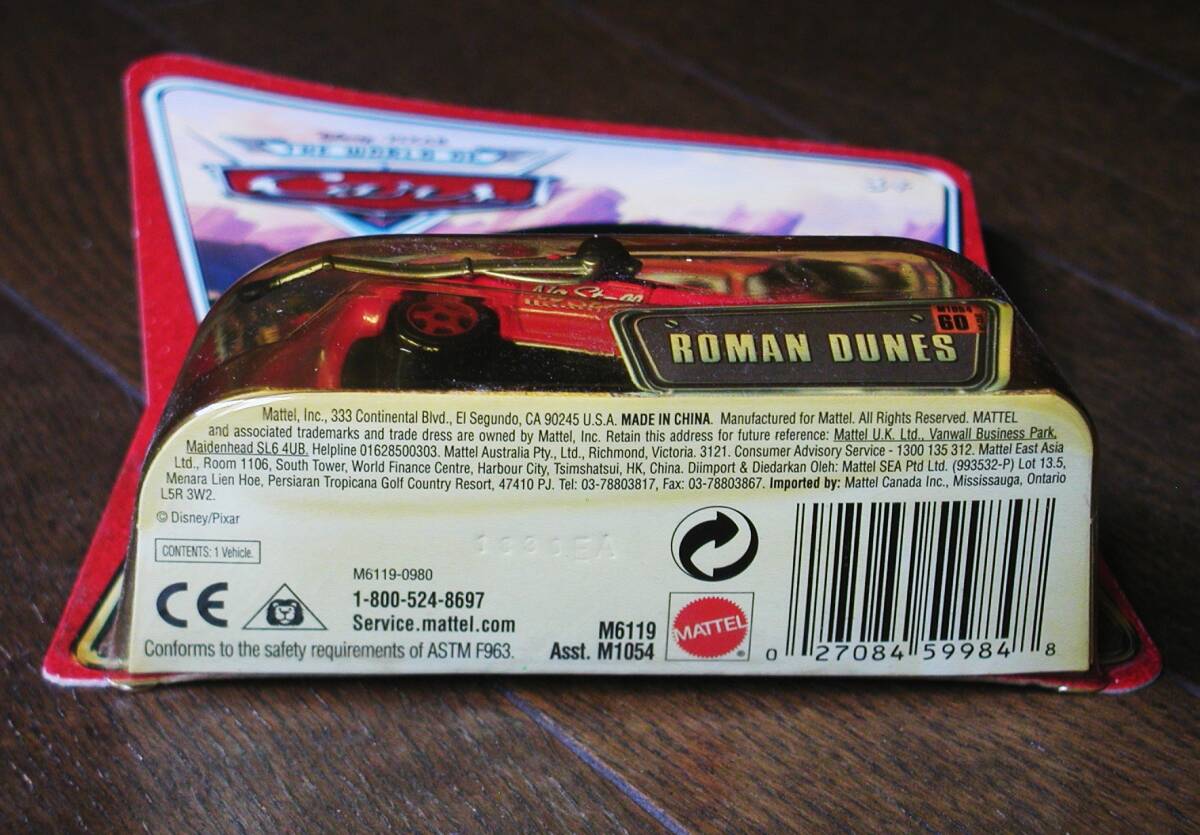 DISNEY · PIXAR
THE WORLD OF
Cars
3+
M1054
60
ROMAN DUNES
Mattel, Inc., 333 Continental Blvd., El Segundo, CA 90245 U.S.A. MADE IN CHINA. Manufactured for Mattel. All Rights Reserved. MATTEL
and associated trademarks and trade dress are owned by Mattel, Inc. Retain this address for future reference: Mattel U.K. Ltd., Vanwall Business Park,
Maidenhead SL6 4UB. Helpline 01628500303. Mattel Australia Pty., Ltd., Richmond, Victoria. 3121. Consumer Advisory Service - 1300 135 312. Mattel East Asia
Ltd., Room 1106, South Tower, World Finance Centre, Harbour City, Tsimshatsui, HK, China. Diimport & Diedarkan Oleh: Mattel SEA Ptd Ltd. (993532-P) Lot 13.5,
Menara Lien Hoe, Persiaran Tropicana Golf Country Resort, 47410 PJ. Tel: 03-78803817, Fax: 03-78803867. Imported by: Mattel Canada Inc., Mississauga, Ontario
L5R 3W2.
© Disney/Pixar
CONTENTS: 1 Vehicle.
CE
M6119-0980
1-800-524-8697
Service.mattel.com
Conforms to the safety requirements of ASTM F963.
M6119
Asst. M1054
MATTEL
®
0 27084 59984 8